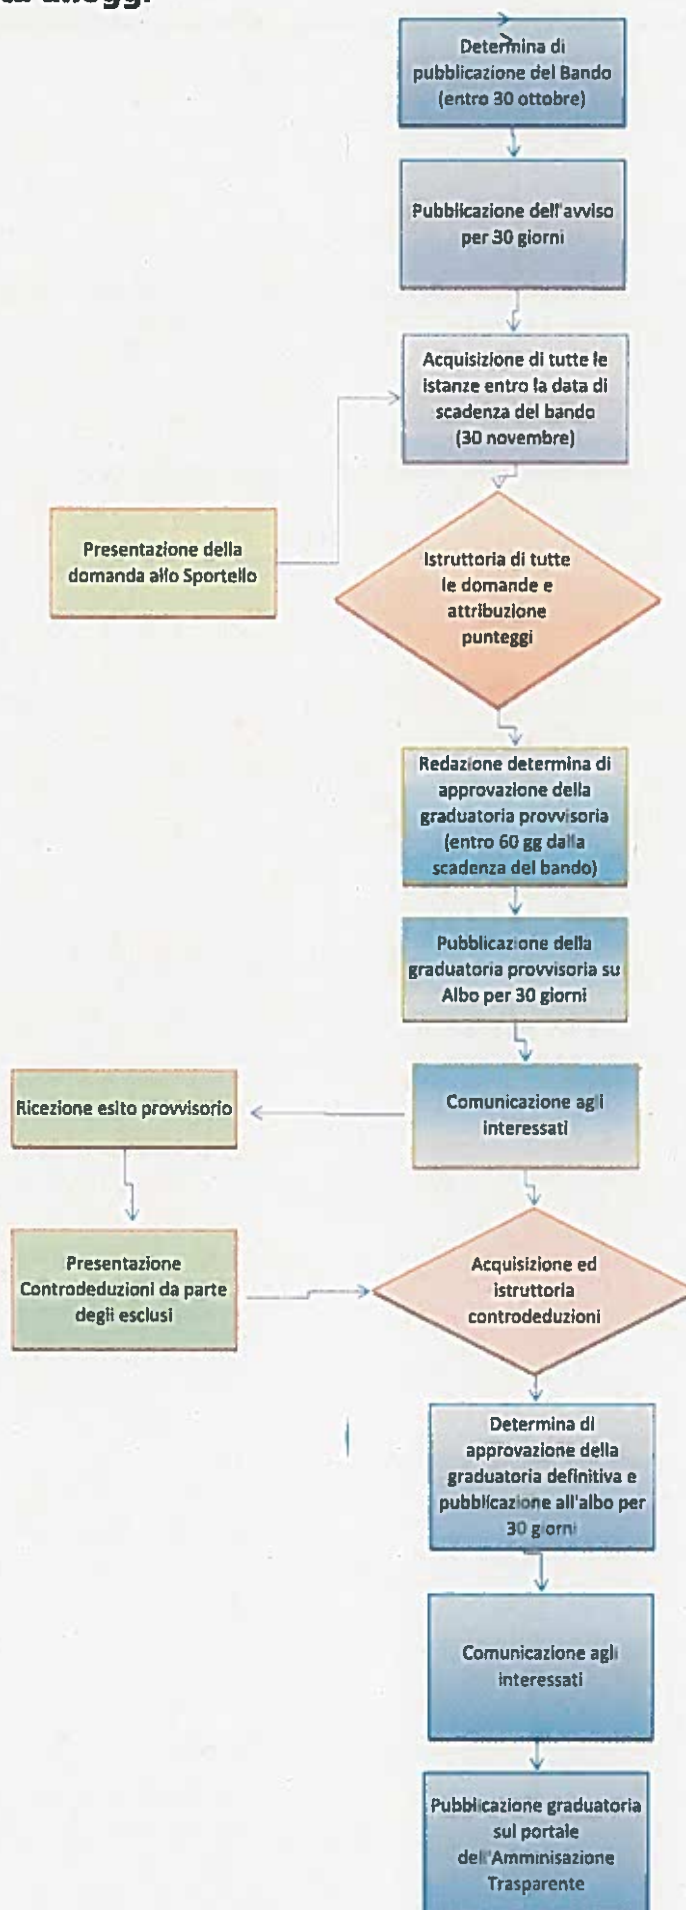 alloggi
Determina di
pubblicazione del Bando
(entro 30 ottobre)
Pubblicazione dell'avviso
per 30 giorni
Acquisizione di tutte le
istanze entro la data di
scadenza del bando
(30 novembre)
Presentazione della
domanda allo Sportello
Istruttoria di tutte
le domande e
attribuzione
punteggi
Redazione determina di
approvazione della
graduatoria provvisoria
(entro 60 gg dalla
scadenza del bando)
Pubblicazione della
graduatoria provvisoria su
Albo per 30 giorni
Comunicazione agli
interessati
Ricezione esito provvisorio
Presentazione
Controdeduzioni da parte
degli esclusi
Acquisizione ed
istruttoria
controdeduzioni
Determina di
approvazione della
graduatoria definitiva e
pubblicazione all'albo per
30 giorni
Comunicazione agli
interessati
Pubblicazione graduatoria
sul portale
dell'Amminisazione
Trasparente